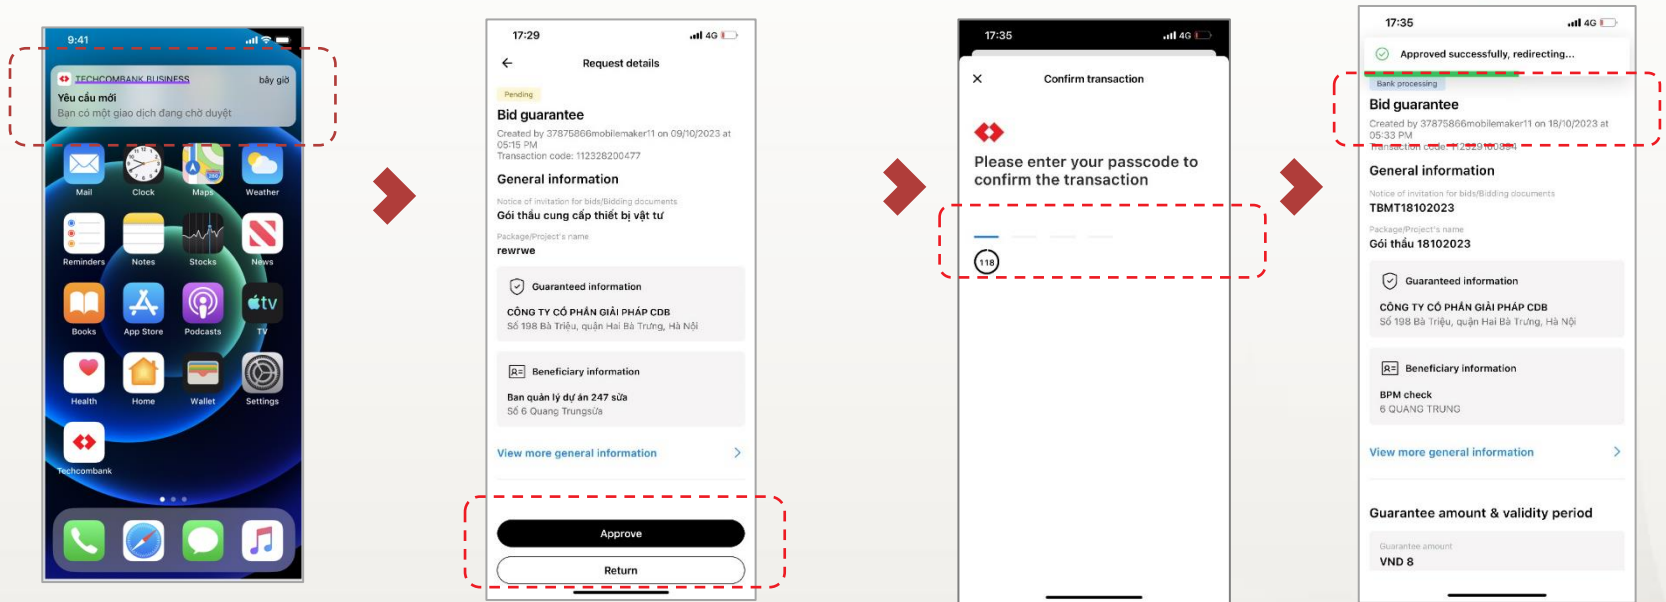 9:41
TECHCOMBANK BUSINESS
bây giờ
Yêu cầu mới
Bạn có một giao dịch đang chờ duyệt
Mail
Clock
Maps
Weather
Reminders
Notes
Stocks
News
Books
App Store
Podcasts
tv
TV
Health
Home
Wallet
Settings
Techcombank
17:29
4G
Request details
Pending
Bid guarantee
Created by 37875866mobilemaker11 on 09/10/2023 at
05:15 PM
Transaction code: 112328200477
General information
Notice of invitation for bids/Bidding documents
Gói thầu cung cấp thiết bị vật tư
Package/Project's name
rewrwe
Guaranteed information
CÔNG TY CỔ PHẦN GIẢI PHÁP CDB
Số 198 Bà Triệu, quận Hai Bà Trưng, Hà Nội
Beneficiary information
Ban quản lý dự án 247 sửa
Số 6 Quang Trungsửa
View more general information
Approve
Return
17:35
4G
Confirm transaction
Please enter your passcode to
confirm the transaction
118
17:35
4G
Approved successfully, redirecting...
Bank processing
Bid guarantee
Created by 37875866mobilemaker11 on 18/10/2023 at
05:33 PM
Transaction code:
General information
Notice of invitation for bids/Bidding documents
TBMT18102023
Package/Project's name
Gói thầu 18102023
Guaranteed information
CÔNG TY CỔ PHẦN GIẢI PHÁP CDB
Số 198 Bà Triệu, quận Hai Bà Trưng, Hà Nội
Beneficiary information
BPM check
6 QUANG TRUNG
View more general information
Guarantee amount & validity period
Guarantee amount
VND 8